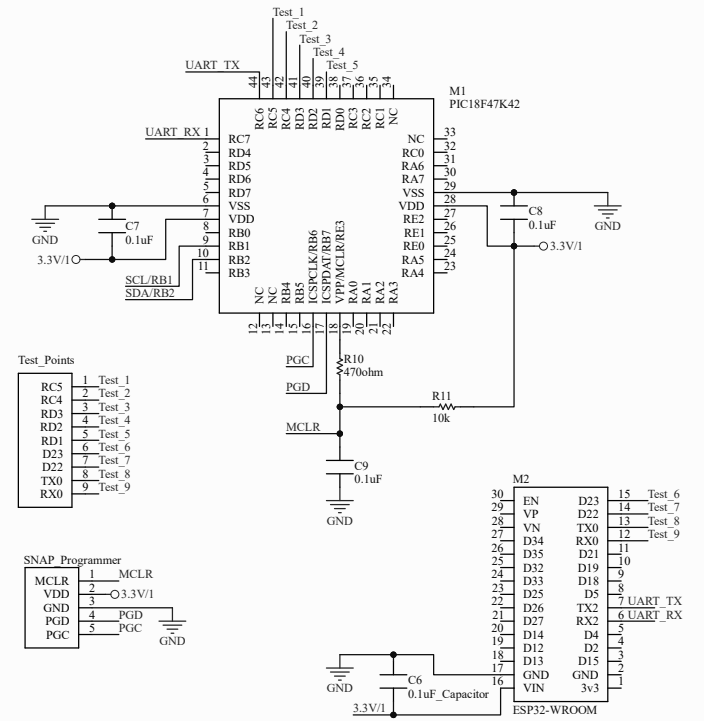 Test_1
Test_2
Test_3
Test_4
Test_5
UART_TX
44 43 42 41 40 39 38 37 36 35 34
M1
PIC18F47K42
RC6 RC5 RC4 RD3 RD2 RD1 RD0 RC3 RC2 RC1 NC
UART_RX 1 RC7
2 RD4
3 RD5
4 RD6
5 RD7
6 VSS
7 VDD
8 RB0
9 RB1
10 RB2
11 RB3
NC 33
RC0 32
RA6 31
RA7 30
VSS 29
VDD 28
RE2 27
RE1 26
RE0 25
RA5 24
RA4 23
GND
C7
0.1uF
3.3V/1
SCL/RB1
SDA/RB2
C8
0.1uF
GND
3.3V/1
NC NC RB4 RB5 ICSPCLK/RB6 ICSPDAT/RB7 VPP/MCLR/RE3 RA0 RA1 RA2 RA3
12 13 14 15 16 17 18 19 20 21 22
PGC
PGD
R10
470ohm
R11
10k
MCLR
C9
0.1uF
GND
Test_Points
RC5 1 Test_1
RC4 2 Test_2
RD3 3 Test_3
RD2 4 Test_4
RD1 5 Test_5
D23 6 Test_6
D22 7 Test_7
TX0 8 Test_8
RX0 9 Test_9
SNAP_Programmer
MCLR 1 MCLR
VDD 2 3.3V/1
GND 3
PGD 4 PGD
PGC 5 PGC
GND
M2
30 EN D23 15 Test_6
29 VP D22 14 Test_7
28 VN TX0 13 Test_8
27 D34 RX0 12 Test_9
26 D35 D21 11
25 D32 D19 10
24 D33 D18 9
23 D25 D5 8
22 D26 TX2 7 UART_TX
21 D27 RX2 6 UART_RX
20 D14 D4 5
19 D12 D2 4
18 D13 D15 3
17 GND GND 2
16 VIN 3v3 1
ESP32-WROOM
GND
C6
0.1uF_Capacitor
3.3V/1